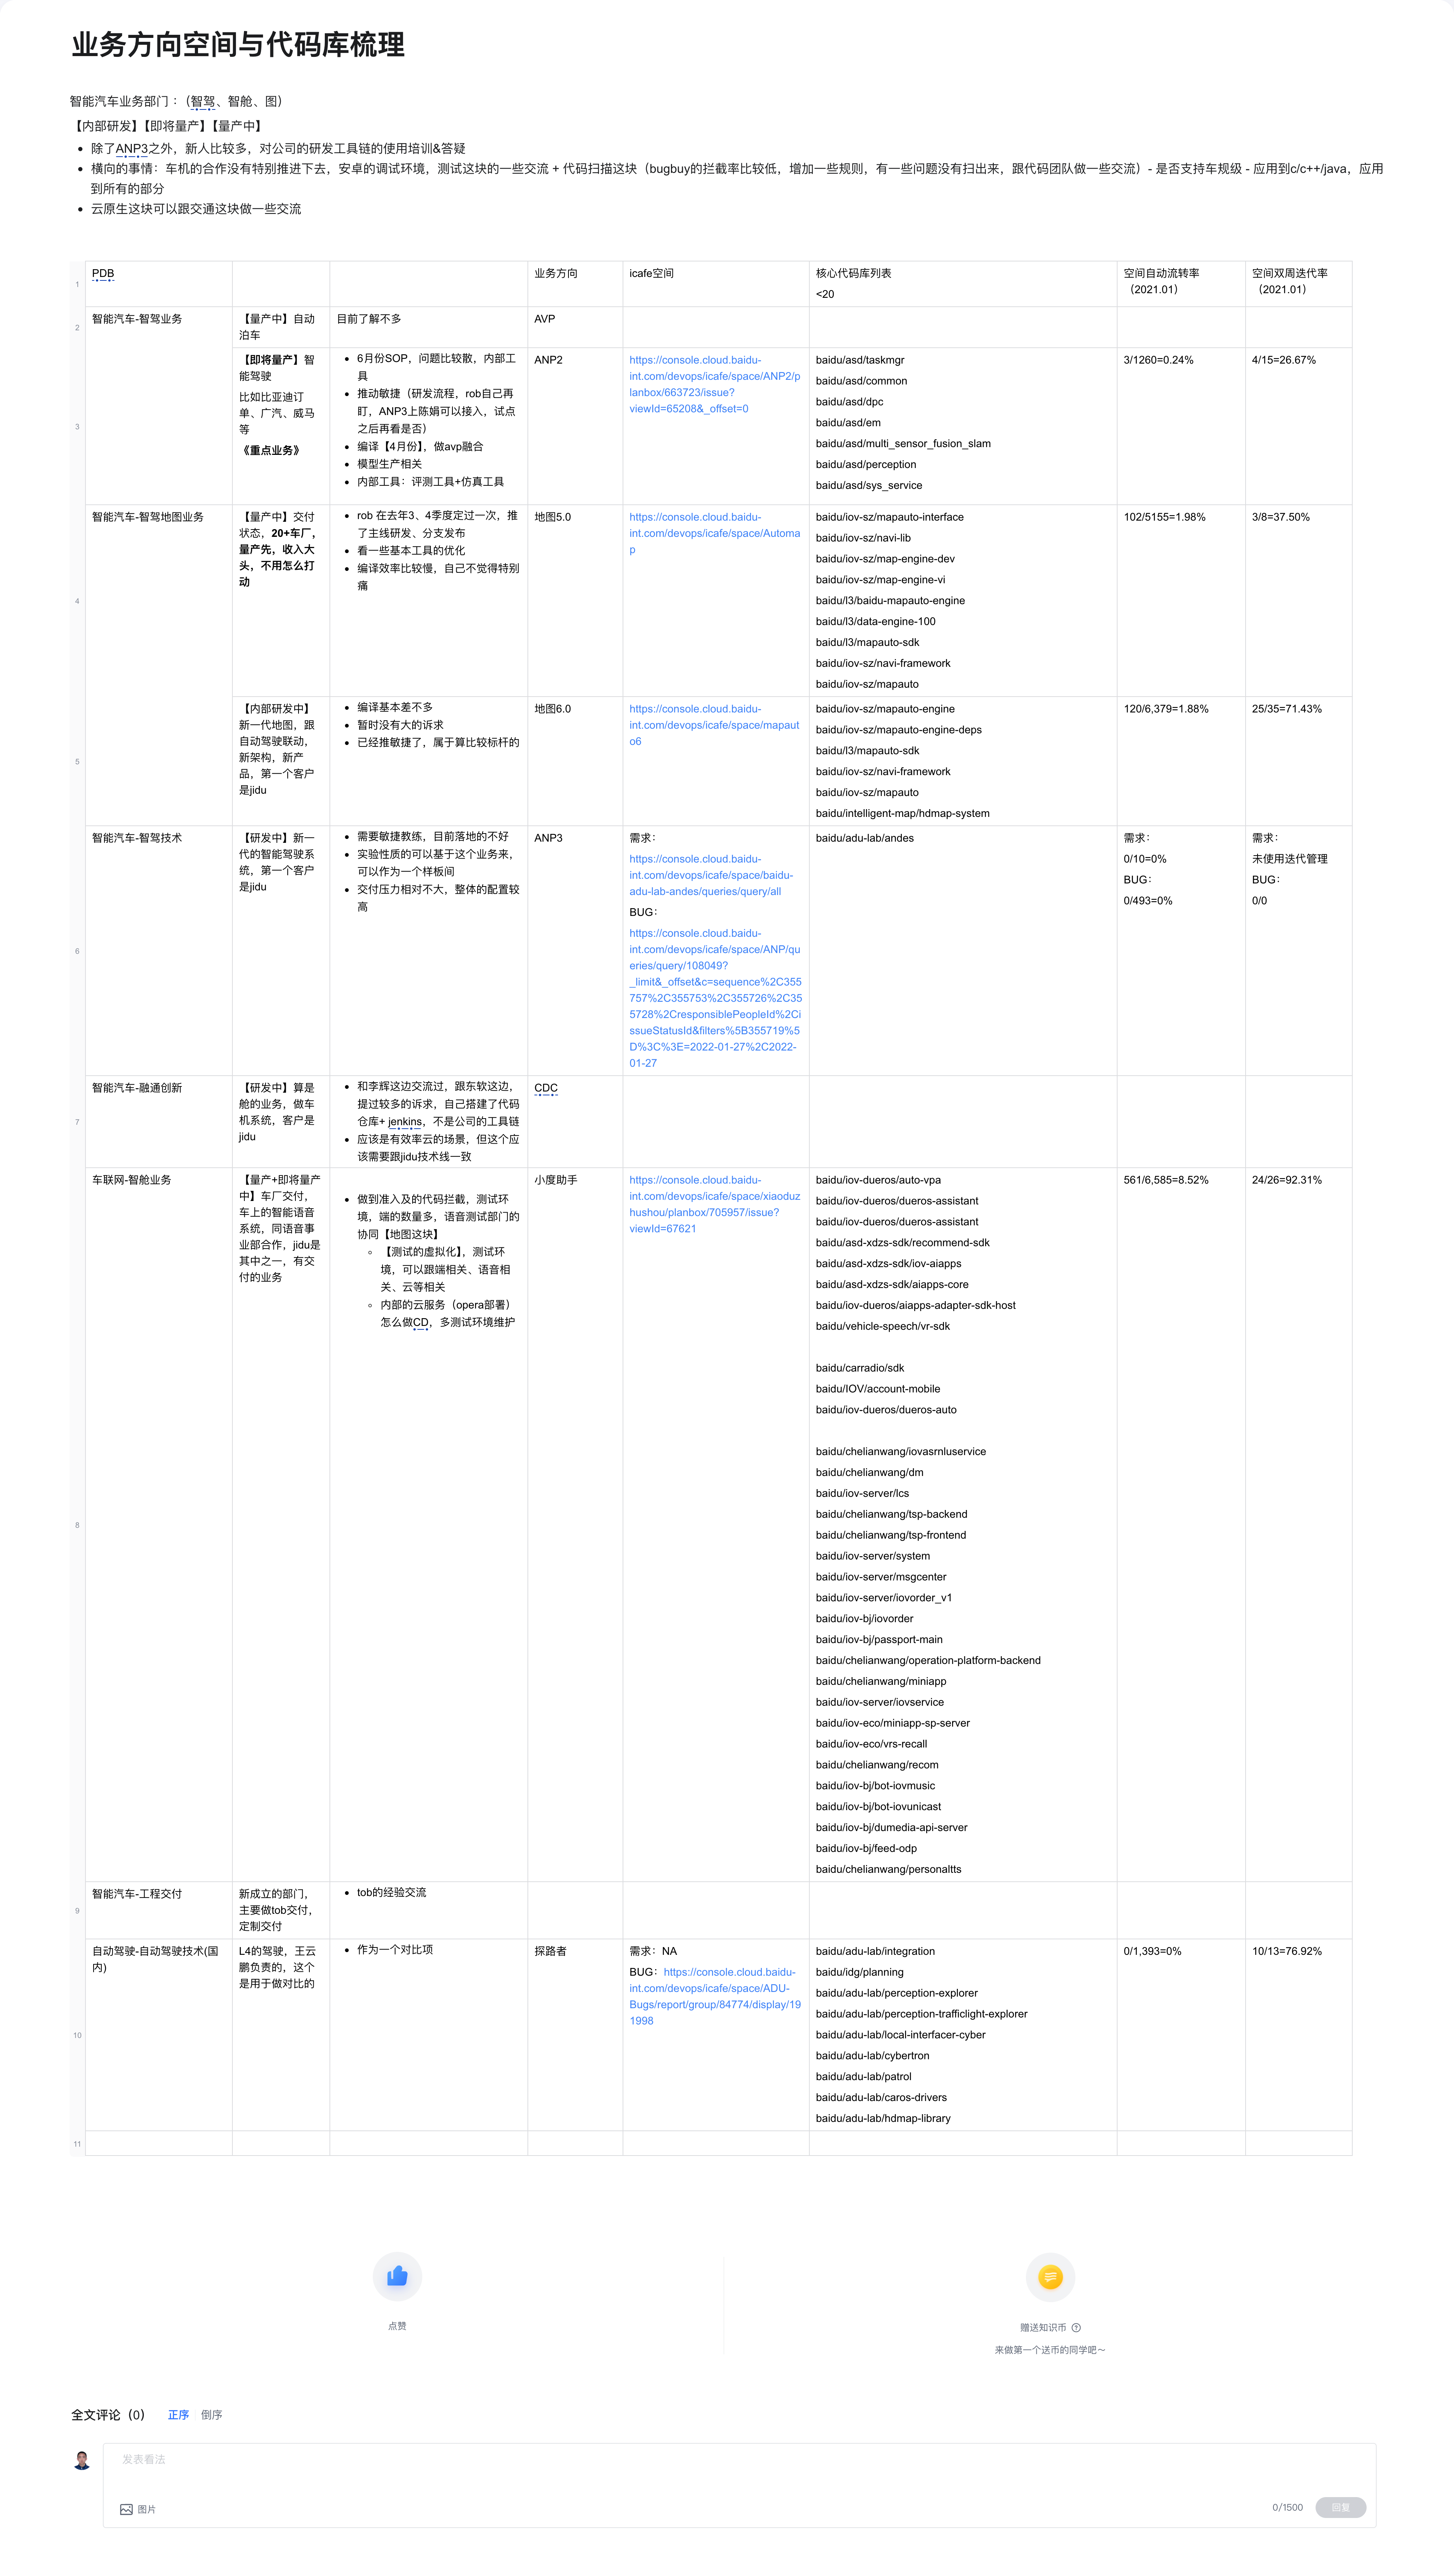 业务方向空间与代码库梳理
智能汽车业务部门：（智驾、智舱、图）
【内部研发】【即将量产】【量产中】
• 除了ANP3之外，新人比较多，对公司的研发工具链的使用培训&答疑
• 横向的事情：车机的合作没有特别推进下去，安卓的调试环境，测试这块的一些交流 + 代码扫描这块（bugbuy的拦截率比较低，增加一些规则，有一些问题没有扫出来，跟代码团队做一些交流）- 是否支持车规级 - 应用到c/c++/java，应用
到所有的部分
• 云原生这块可以跟交通这块做一些交流
1
PDB
业务方向
icafe空间
核心代码库列表
<20
空间自动流转率
（2021.01）
空间双周迭代率
（2021.01）
2
智能汽车-智驾业务
【量产中】自动
泊车
目前了解不多
AVP
3
【即将量产】智
能驾驶
比如比亚迪订
单、广汽、威马
等
《重点业务》
• 6月份SOP，问题比较散，内部工
具
• 推动敏捷（研发流程，rob自己再
盯，ANP3上陈娟可以接入，试点
之后再看是否）
• 编译【4月份】，做avp融合
• 模型生产相关
• 内部工具：评测工具+仿真工具
ANP2
https://console.cloud.baidu-
int.com/devops/icafe/space/ANP2/p
lanbox/663723/issue?
viewId=65208&_offset=0
baidu/asd/taskmgr
baidu/asd/common
baidu/asd/dpc
baidu/asd/em
baidu/asd/multi_sensor_fusion_slam
baidu/asd/perception
baidu/asd/sys_service
3/1260=0.24%
4/15=26.67%
4
智能汽车-智驾地图业务
【量产中】交付
状态，20+车厂，
量产先，收入大
头，不用怎么打
动
• rob 在去年3、4季度定过一次，推
了主线研发、分支发布
• 看一些基本工具的优化
• 编译效率比较慢，自己不觉得特别
痛
地图5.0
https://console.cloud.baidu-
int.com/devops/icafe/space/Automa
p
baidu/iov-sz/mapauto-interface
baidu/iov-sz/navi-lib
baidu/iov-sz/map-engine-dev
baidu/iov-sz/map-engine-vi
baidu/l3/baidu-mapauto-engine
baidu/l3/data-engine-100
baidu/l3/mapauto-sdk
baidu/iov-sz/navi-framework
baidu/iov-sz/mapauto
102/5155=1.98%
3/8=37.50%
5
【内部研发中】
新一代地图，跟
自动驾驶联动，
新架构，新产
品，第一个客户
是jidu
• 编译基本差不多
• 暂时没有大的诉求
• 已经推敏捷了，属于算比较标杆的
地图6.0
https://console.cloud.baidu-
int.com/devops/icafe/space/mapaut
o6
baidu/iov-sz/mapauto-engine
baidu/iov-sz/mapauto-engine-deps
baidu/l3/mapauto-sdk
baidu/iov-sz/navi-framework
baidu/iov-sz/mapauto
baidu/intelligent-map/hdmap-system
120/6,379=1.88%
25/35=71.43%
6
智能汽车-智驾技术
【研发中】新一
代的智能驾驶系
统，第一个客户
是jidu
• 需要敏捷教练，目前落地的不好
• 实验性质的可以基于这个业务来，
可以作为一个样板间
• 交付压力相对不大，整体的配置较
高
ANP3
需求：
https://console.cloud.baidu-
int.com/devops/icafe/space/baidu-
adu-lab-andes/queries/query/all
BUG：
https://console.cloud.baidu-
int.com/devops/icafe/space/ANP/qu
eries/query/108049?
_limit&_offset&c=sequence%2C355
757%2C355753%2C355726%2C35
5728%2CresponsiblePeopleId%2Ci
ssueStatusId&filters%5B355719%5
D%3C%3E=2022-01-27%2C2022-
01-27
baidu/adu-lab/andes
需求：
0/10=0%
BUG：
0/493=0%
需求：
未使用迭代管理
BUG：
0/0
7
智能汽车-融通创新
【研发中】算是
舱的业务，做车
机系统，客户是
jidu
• 和李辉这边交流过，跟东软这边，
提过较多的诉求，自己搭建了代码
仓库+ jenkins，不是公司的工具链
• 应该是有效率云的场景，但这个应
该需要跟jidu技术线一致
CDC
8
车联网-智舱业务
【量产+即将量产
中】车厂交付，
车上的智能语音
系统，同语音事
业部合作，jidu是
其中之一，有交
付的业务
• 做到准入及的代码拦截，测试环
境，端的数量多，语音测试部门的
协同【地图这块】
◦ 【测试的虚拟化】，测试环
境，可以跟端相关、语音相
关、云等相关
◦ 内部的云服务（opera部署）
怎么做CD，多测试环境维护
小度助手
https://console.cloud.baidu-
int.com/devops/icafe/space/xiaoduz
hushou/planbox/705957/issue?
viewId=67621
baidu/iov-dueros/auto-vpa
baidu/iov-dueros/dueros-assistant
baidu/iov-dueros/dueros-assistant
baidu/asd-xdzs-sdk/recommend-sdk
baidu/asd-xdzs-sdk/iov-aiapps
baidu/asd-xdzs-sdk/aiapps-core
baidu/iov-dueros/aiapps-adapter-sdk-host
baidu/vehicle-speech/vr-sdk
baidu/carradio/sdk
baidu/IOV/account-mobile
baidu/iov-dueros/dueros-auto
baidu/chelianwang/iovasrnluservice
baidu/chelianwang/dm
baidu/iov-server/lcs
baidu/chelianwang/tsp-backend
baidu/chelianwang/tsp-frontend
baidu/iov-server/system
baidu/iov-server/msgcenter
baidu/iov-server/iovorder_v1
baidu/iov-bj/iovorder
baidu/iov-bj/passport-main
baidu/chelianwang/operation-platform-backend
baidu/chelianwang/miniapp
baidu/iov-server/iovservice
baidu/iov-eco/miniapp-sp-server
baidu/iov-eco/vrs-recall
baidu/chelianwang/recom
baidu/iov-bj/bot-iovmusic
baidu/iov-bj/bot-iovunicast
baidu/iov-bj/dumedia-api-server
baidu/iov-bj/feed-odp
baidu/chelianwang/personaltts
561/6,585=8.52%
24/26=92.31%
9
智能汽车-工程交付
新成立的部门，
主要做tob交付，
定制交付
• tob的经验交流
10
自动驾驶-自动驾驶技术(国
内)
L4的驾驶，王云
鹏负责的，这个
是用于做对比的
• 作为一个对比项
探路者
需求：NA
BUG：https://console.cloud.baidu-
int.com/devops/icafe/space/ADU-
Bugs/report/group/84774/display/19
1998
baidu/adu-lab/integration
baidu/idg/planning
baidu/adu-lab/perception-explorer
baidu/adu-lab/perception-trafficlight-explorer
baidu/adu-lab/local-interfacer-cyber
baidu/adu-lab/cybertron
baidu/adu-lab/patrol
baidu/adu-lab/caros-drivers
baidu/adu-lab/hdmap-library
0/1,393=0%
10/13=76.92%
11
点赞
赠送知识币 ?
来做第一个送币的同学吧～
全文评论（0） 正序 倒序
发表看法
图片
0/1500 回复